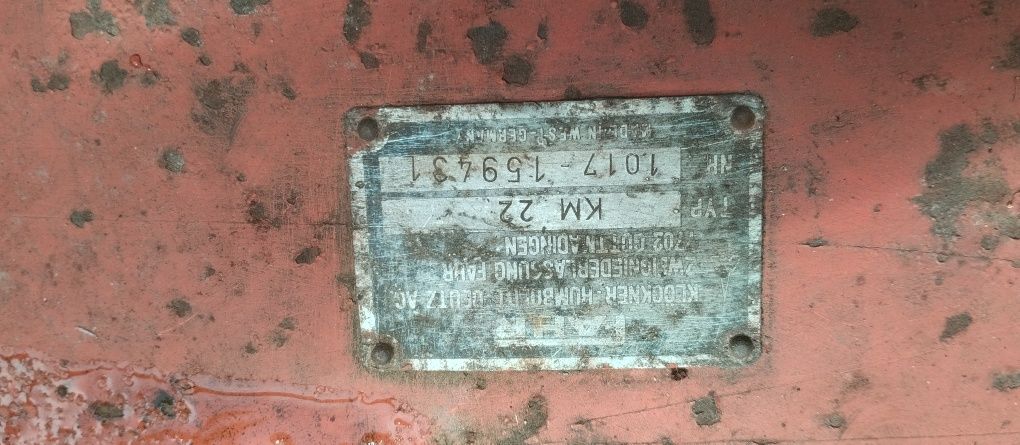 FAHR
KLÖCKNER-HUMBOLDT-DEUTZ AG
ZWEIGNIEDERLASSUNG FAHR
7702 GOTTMADINGEN
TYP KM 22
NR 1017-159431
MADE IN WEST-GERMANY